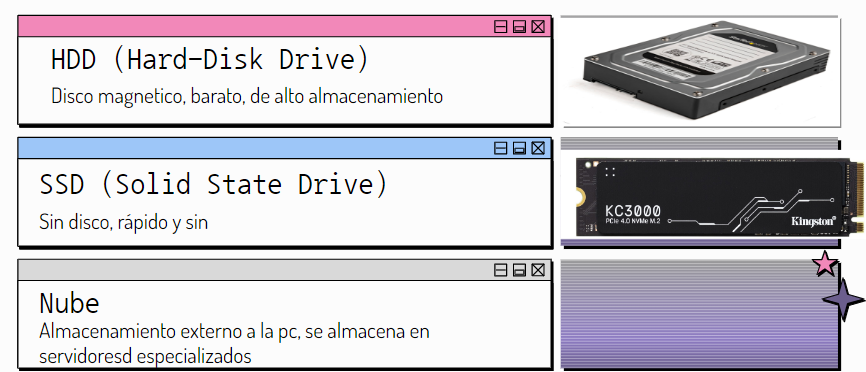 HDD (Hard-Disk Drive)
Disco magnetico, barato, de alto almacenamiento
SSD (Solid State Drive)
Sin disco, rápido y sin
KC3000
PCIe 4.0 NVMe M.2
Kingston
Nube
Almacenamiento externo a la pc, se almacena en
servidoresd especializados